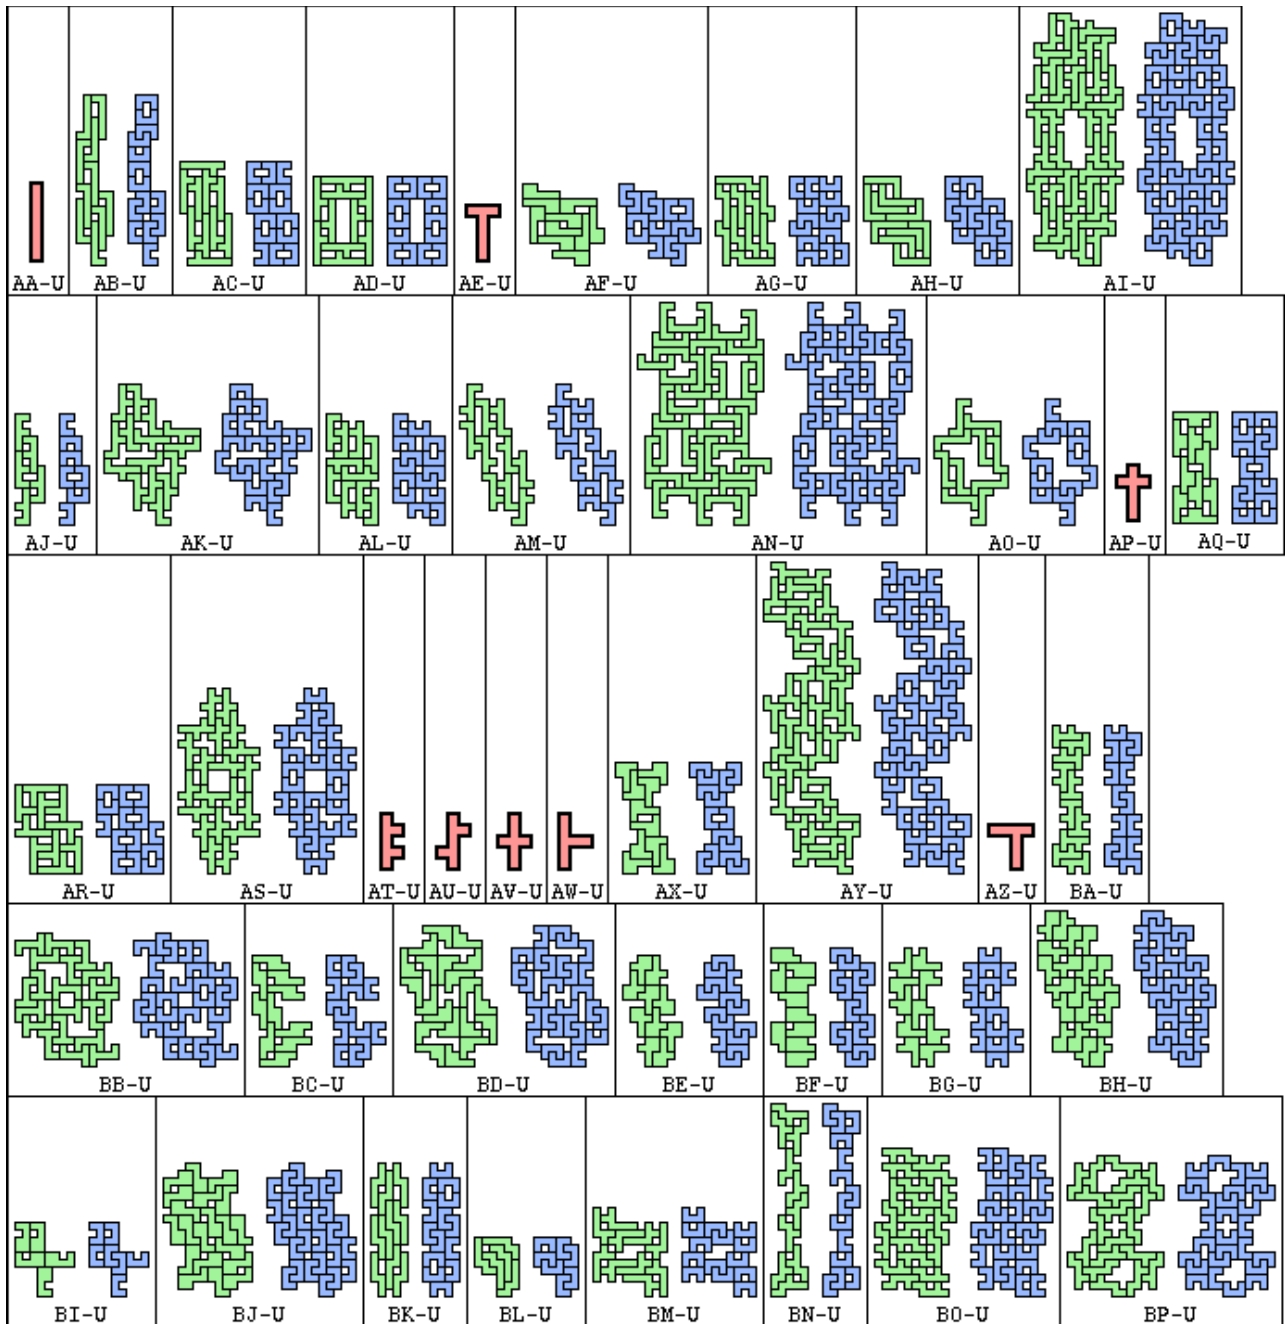 AA-U AB-U AC-U AD-U AE-U AF-U AG-U AH-U AI-U
AJ-U AK-U AL-U AM-U AN-U AO-U AP-U AQ-U
AR-U AS-U AT-U AU-U AV-U AW-U AX-U AY-U AZ-U BA-U
BB-U BC-U BD-U BE-U BF-U BG-U BH-U
BI-U BJ-U BK-U BL-U BM-U BN-U BO-U BP-U